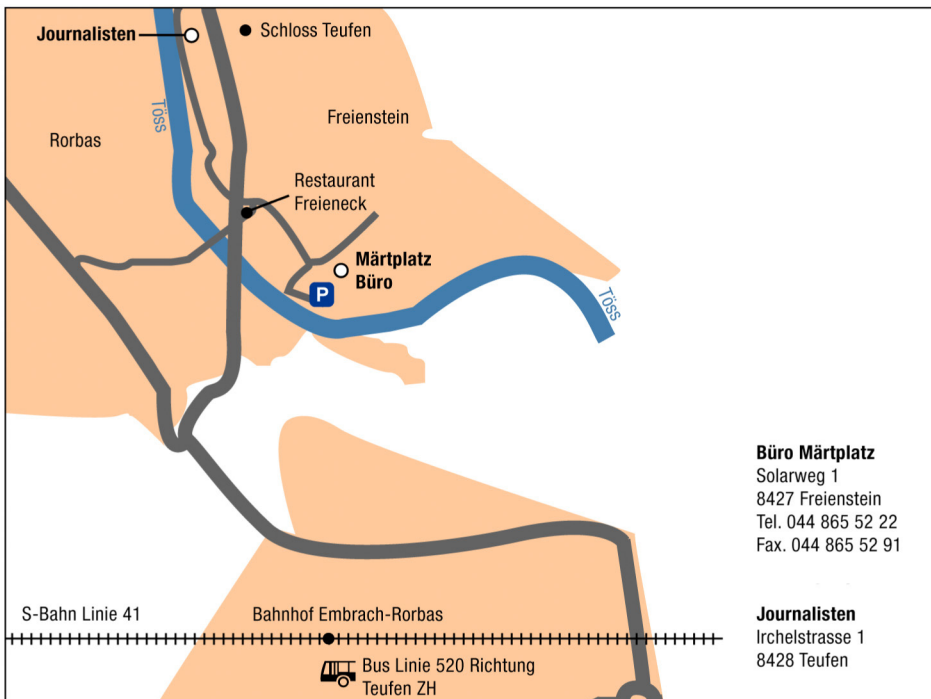 Journalisten
Schloss Teufen
Töss
Freienstein
Rorbas
Restaurant
Freieneck
Märtplatz
Büro
P
Töss
Büro Märtplatz
Solarweg 1
8427 Freienstein
Tel. 044 865 52 22
Fax. 044 865 52 91
S-Bahn Linie 41
Bahnhof Embrach-Rorbas
Journalisten
Irchelstrasse 1
8428 Teufen
Bus Linie 520 Richtung
Teufen ZH